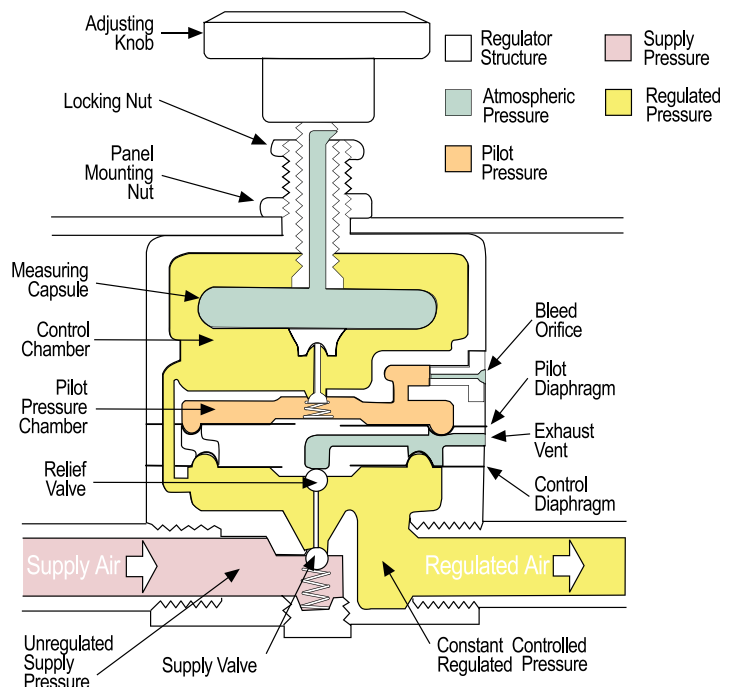 Adjusting
Knob
Locking Nut
Panel
Mounting
Nut
Regulator
Structure
Supply
Pressure
Atmospheric
Pressure
Regulated
Pressure
Pilot
Pressure
Measuring
Capsule
Control
Chamber
Pilot
Pressure
Chamber
Relief
Valve
Bleed
Orifice
Pilot
Diaphragm
Exhaust
Vent
Control
Diaphragm
Supply Air
Regulated Air
Unregulated
Supply
Pressure
Supply Valve
Constant
Regulated Controlled
Pressure